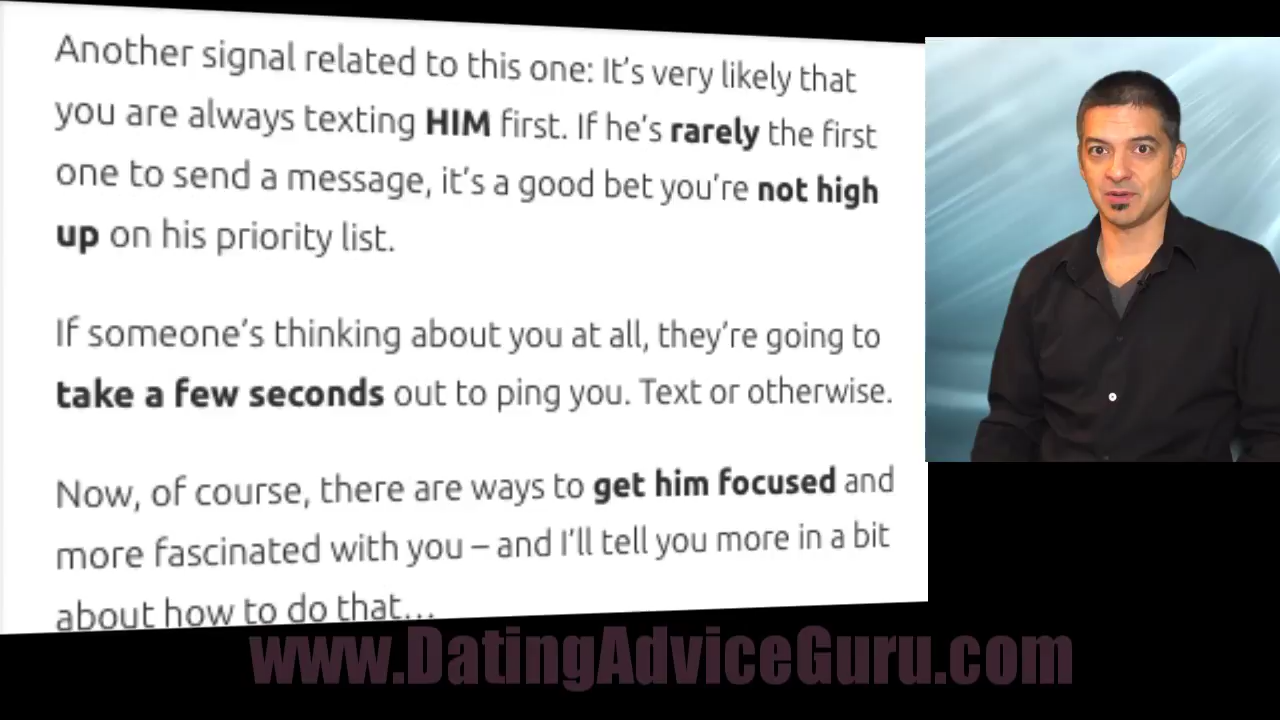 Another signal related to this one: It's very likely that
you are always texting HIM first. If he's rarely the first
one to send a message, it's a good bet you're not high
up on his priority list.
If someone's thinking about you at all, they're going to
take a few seconds out to ping you. Text or otherwise.
Now, of course, there are ways to get him focused and
more fascinated with you – and I'll tell you more in a bit
about how to do that...
www.DatingAdviceGuru.com